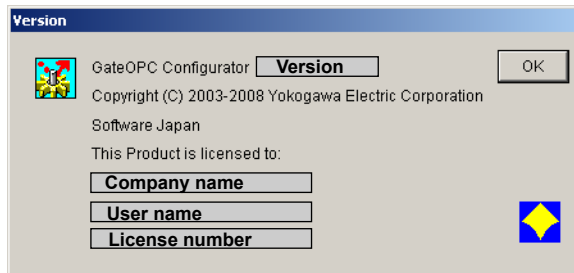 Version
GateOPC Configurator Version
OK
Copyright (C) 2003-2008 Yokogawa Electric Corporation
Software Japan
This Product is licensed to:
Company name
User name
License number